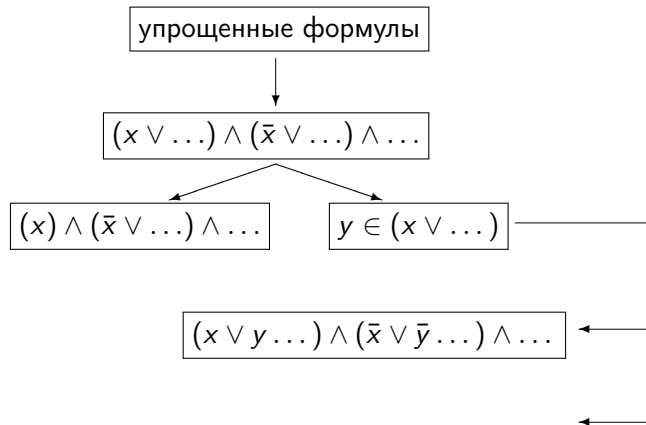 упрощенные формулы
(x ∨ ...) ∧ (x̄ ∨ ...) ∧ ...
(x) ∧ (x̄ ∨ ...) ∧ ...
y ∈ (x ∨ ...)
(x ∨ y ...) ∧ (x̄ ∨ ȳ ...) ∧ ...